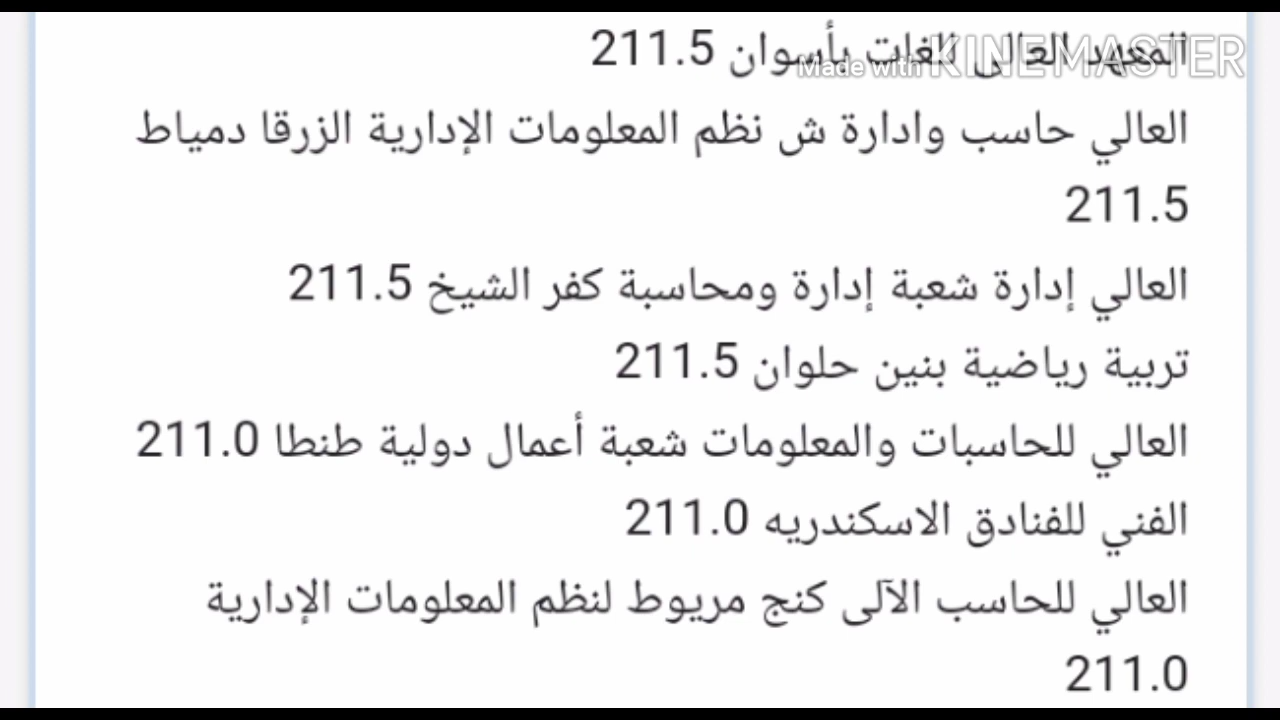 المعهد العالى للغات بأسوان 211.5
Made with KINEMASTER
العالي حاسب وادارة ش نظم المعلومات الإدارية الزرقا دمياط
211.5
العالي إدارة شعبة إدارة ومحاسبة كفر الشيخ 211.5
تربية رياضية بنين حلوان 211.5
العالي للحاسبات والمعلومات شعبة أعمال دولية طنطا 211.0
الفني للفنادق الاسكندريه 211.0
العالي للحاسب الآلى كنج مريوط لنظم المعلومات الإدارية
211.0